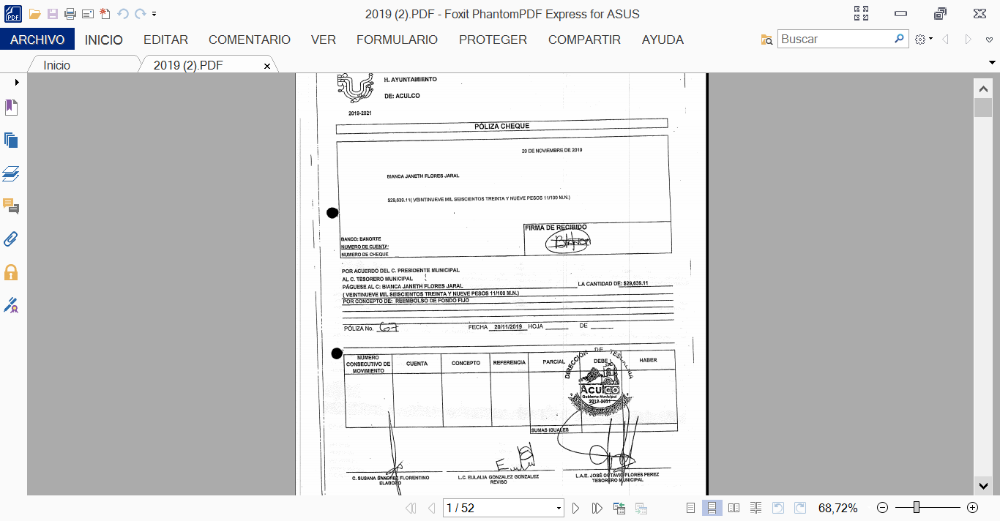 2019 (2).PDF - Foxit PhantomPDF Express for ASUS
ARCHIVO INICIO EDITAR COMENTARIO VER FORMULARIO PROTEGER COMPARTIR AYUDA Buscar
Inicio 2019 (2).PDF
H. AYUNTAMIENTO
DE: ACULCO
2019-2021
PÓLIZA CHEQUE
20 DE NOVIEMBRE DE 2019
BIANCA JANETH FLORES JARAL
$29,639.11( VEINTINUEVE MIL SEISCIENTOS TREINTA Y NUEVE PESOS 11/100 M.N.)
FIRMA DE RECIBIDO
BANCO: BANORTE
NUMERO DE CUENTA:
NUMERO DE CHEQUE
POR ACUERDO DEL C. PRESIDENTE MUNICIPAL
AL C. TESORERO MUNICIPAL
PÁGUESE AL C: BIANCA JANETH FLORES JARAL LA CANTIDAD DE: $29,639.11
( VEINTINUEVE MIL SEISCIENTOS TREINTA Y NUEVE PESOS 11/100 M.N.)
POR CONCEPTO DE: REEMBOLSO DE FONDO FIJO
PÓLIZA No. 67 FECHA 20/11/2019 HOJA DE
NÚMERO CONSECUTIVO DE MOVIMIENTO CUENTA CONCEPTO REFERENCIA PARCIAL DEBE HABER
DIRECCIÓN DE TESORERIA
Aculco
Gobierno Municipal
2019-2021
SUMAS IGUALES
C. SUSANA SANCHEZ FLORENTINO L.C. EULALIA GONZALEZ GONZALEZ L.A.E. JOSÉ OCTAVIO FLORES PEREZ
ELABORO REVISO TESORERO MUNICIPAL
1 / 52 68,72%